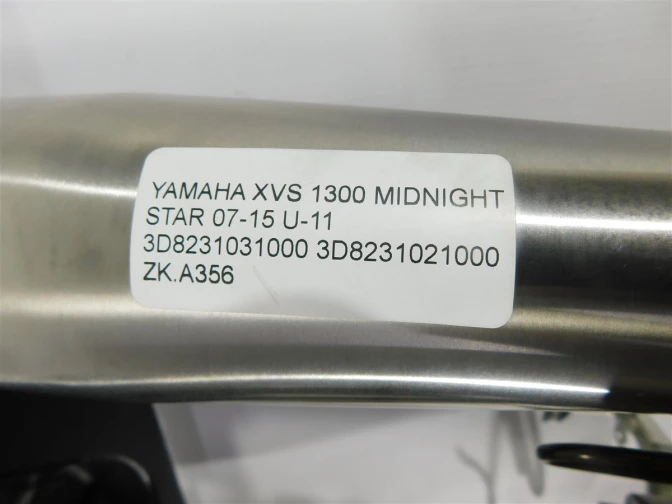 YAMAHA XVS 1300 MIDNIGHT
STAR 07-15 U-11
3D8231031000 3D8231021000
ZK.A356